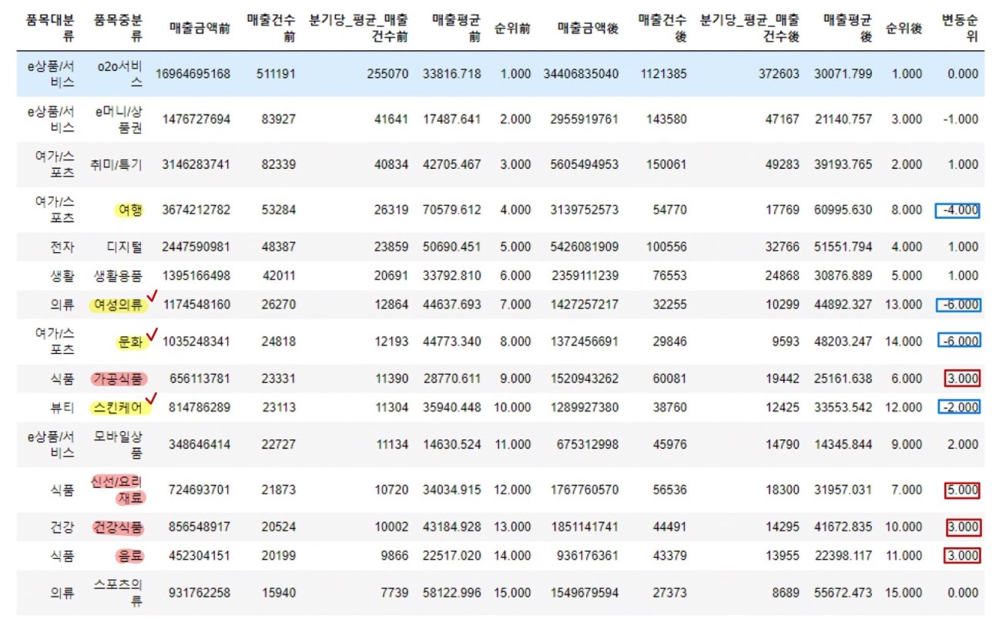 품목대분류 품목중분류 매출금액前 매출건수前 분기당_평균_매출건수前 매출평균前 순위前 매출금액後 매출건수後 분기당_평균_매출건수後 매출평균後 순위後 변동순위
e상품/서비스 o2o서비스 16964695168 511191 255070 33816.718 1.000 34406835040 1121385 372603 30071.799 1.000 0.000
e상품/서비스 e머니/상품권 1476727694 83927 41641 17487.641 2.000 2955919761 143580 47167 21140.757 3.000 -1.000
여가/스포츠 취미/특기 3146283741 82339 40834 42705.467 3.000 5605494953 150061 49283 39193.765 2.000 1.000
여가/스포츠 여행 3674212782 53284 26319 70579.612 4.000 3139752573 54770 17769 60995.630 8.000 -4.000
전자 디지털 2447590981 48387 23859 50690.451 5.000 5426081909 100556 32766 51551.794 4.000 1.000
생활 생활용품 1395166498 42011 20691 33792.810 6.000 2359111239 76553 24868 30876.889 5.000 1.000
의류 여성의류 1174548160 26270 12864 44637.693 7.000 1427257217 32255 10299 44892.327 13.000 -6.000
여가/스포츠 문화 1035248341 24818 12193 44773.340 8.000 1372456691 29846 9593 48203.247 14.000 -6.000
식품 가공식품 656113781 23331 11390 28770.611 9.000 1520943262 60081 19442 25161.638 6.000 3.000
뷰티 스킨케어 814786289 23113 11304 35940.448 10.000 1289927380 38760 12425 33553.542 12.000 -2.000
e상품/서비스 모바일상품 348646414 22727 11134 14630.524 11.000 675312998 45976 14790 14345.844 9.000 2.000
식품 신선/요리재료 724693701 21873 10720 34034.915 12.000 1767760570 56536 18300 31957.031 7.000 5.000
건강 건강식품 856548917 20524 10002 43184.928 13.000 1851141741 44491 14295 41672.835 10.000 3.000
식품 음료 452304151 20199 9866 22517.020 14.000 936176361 43379 13955 22398.117 11.000 3.000
의류 스포츠의류 931762258 15940 7739 58122.996 15.000 1549679594 27373 8689 55672.473 15.000 0.000